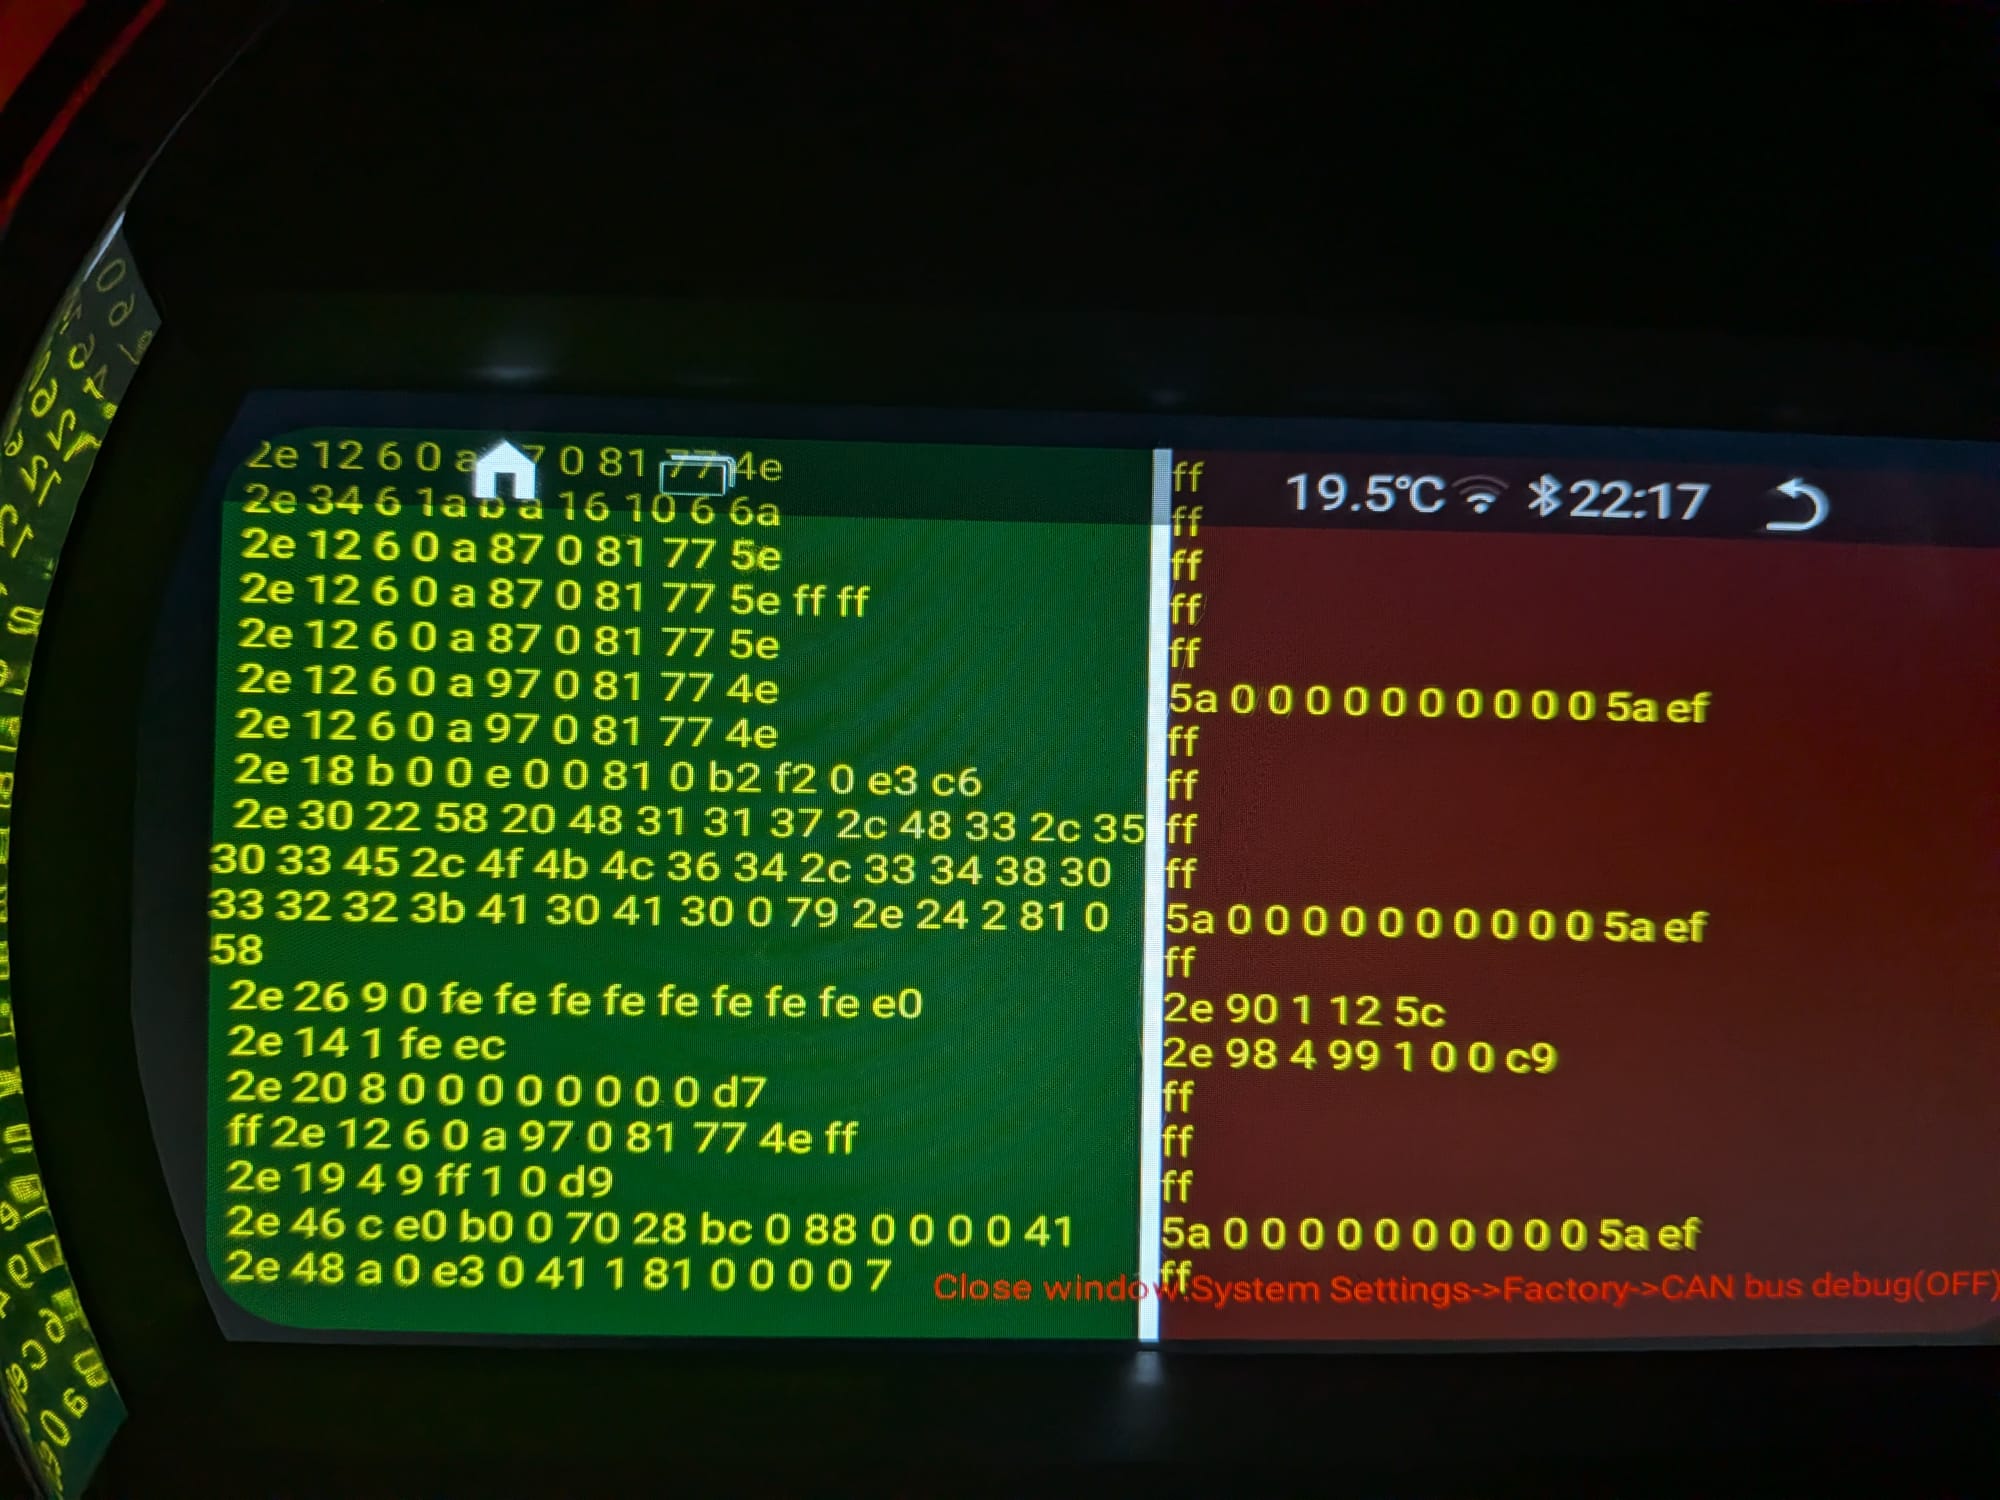 2e 12 6 0 a 7 0 81 77 4e
2e 34 6 1a b a 16 10 6 6a
2e 12 6 0 a 87 0 81 77 5e
2e 12 6 0 a 87 0 81 77 5e ff ff
2e 12 6 0 a 87 0 81 77 5e
2e 12 6 0 a 97 0 81 77 4e
2e 12 6 0 a 97 0 81 77 4e
2e 18 b 0 0 e 0 0 81 0 b2 f2 0 e3 c6
2e 30 22 58 20 48 31 31 37 2c 48 33 2c 35
30 33 45 2c 4f 4b 4c 36 34 2c 33 34 38 30
33 32 32 3b 41 30 41 30 0 79 2e 24 2 81 0
58
2e 26 9 0 fe fe fe fe fe fe fe fe e0
2e 14 1 fe ec
2e 20 8 0 0 0 0 0 0 0 0 d7
ff 2e 12 6 0 a 97 0 81 77 4e ff
2e 19 4 9 ff 1 0 d9
2e 46 c e0 b0 0 70 28 bc 0 88 0 0 0 0 41
2e 48 a 0 e3 0 41 1 81 0 0 0 0 7
19.5°C 22:17
ff
ff
ff
ff
ff
5a 0 0 0 0 0 0 0 0 0 0 5a ef
ff
ff
ff
ff
5a 0 0 0 0 0 0 0 0 0 0 5a ef
ff
2e 90 1 12 5c
2e 98 4 99 1 0 0 c9
ff
ff
ff
5a 0 0 0 0 0 0 0 0 0 0 5a ef
ff
Close window:System Settings->Factory->CAN bus debug(OFF)